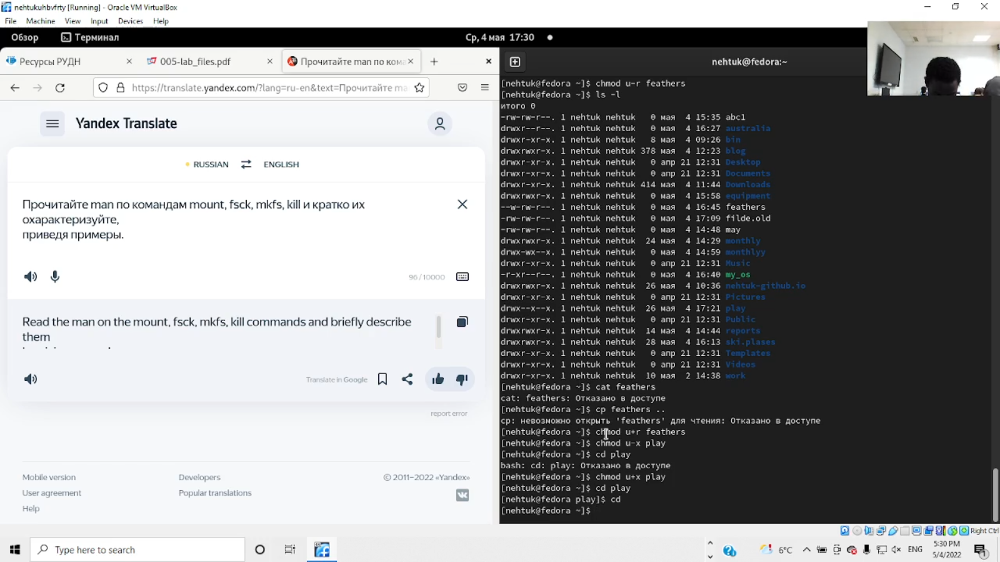 nehtukuhbvfrty [Running] - Oracle VM VirtualBox
File Machine View Input Devices Help
Обзор Терминал Ср, 4 мая 17:30
Ресурсы РУДН
005-lab_files.pdf
Прочитайте man по кома
nehtuk@fedora:~
https://translate.yandex.com/?lang=ru-en&text=Прочитайте ma
Yandex Translate
RUSSIAN ENGLISH
Прочитайте man по командам mount, fsck, mkfs, kill и кратко их
охарактеризуйте,
приведя примеры.
96/10000
Read the man on the mount, fsck, mkfs, kill commands and briefly describe
them
Translate in Google
report error
Mobile version
Developers
© 2011–2022 «Yandex»
User agreement
Popular translations
Help
[nehtuk@fedora ~]$ chmod u-r feathers
[nehtuk@fedora ~]$ ls -l
итого 0
-rw-rw-r--. 1 nehtuk nehtuk 0 мая 4 15:35 abc1
drwxr--r--. 1 nehtuk nehtuk 0 мая 4 16:27 australia
drwxr-xr-x. 1 nehtuk nehtuk 8 мая 4 09:26 bin
drwxrwxr-x. 1 nehtuk nehtuk 378 мая 4 12:23 blog
drwxr-xr-x. 1 nehtuk nehtuk 0 апр 21 12:31 Desktop
drwxr-xr-x. 1 nehtuk nehtuk 0 апр 21 12:31 Documents
drwxr-xr-x. 1 nehtuk nehtuk 414 мая 4 11:44 Downloads
drwxrwxr-x. 1 nehtuk nehtuk 0 мая 4 15:58 equipment
--w-rw-r--. 1 nehtuk nehtuk 0 мая 4 16:45 feathers
-rw-rw-r--. 1 nehtuk nehtuk 0 мая 4 17:09 filde.old
-rw-rw-r--. 1 nehtuk nehtuk 0 мая 4 14:48 may
drwxrwxr-x. 1 nehtuk nehtuk 24 мая 4 14:29 monthly
drwx-wx--x. 1 nehtuk nehtuk 0 мая 4 14:59 monthlyy
drwxr-xr-x. 1 nehtuk nehtuk 0 апр 21 12:31 Music
-r-xr--r--. 1 nehtuk nehtuk 0 мая 4 16:40 my_os
drwxrwxr-x. 1 nehtuk nehtuk 26 мая 4 10:36 nehtuk-github.io
drwxr-xr-x. 1 nehtuk nehtuk 0 апр 21 12:31 Pictures
drwx--x--x. 1 nehtuk nehtuk 26 мая 4 17:21 play
drwxr-xr-x. 1 nehtuk nehtuk 0 апр 21 12:31 Public
drwxrwxr-x. 1 nehtuk nehtuk 14 мая 4 14:44 reports
drwxrwxr-x. 1 nehtuk nehtuk 28 мая 4 16:13 ski.plases
drwxr-xr-x. 1 nehtuk nehtuk 0 апр 21 12:31 Templates
drwxr-xr-x. 1 nehtuk nehtuk 0 апр 21 12:31 Videos
drwxr-xr-x. 1 nehtuk nehtuk 10 мая 2 14:38 work
[nehtuk@fedora ~]$ cat feathers
cat: feathers: Отказано в доступе
[nehtuk@fedora ~]$ cp feathers ..
cp: невозможно открыть 'feathers' для чтения: Отказано в доступе
[nehtuk@fedora ~]$ chmod u+r feathers
[nehtuk@fedora ~]$ chmod u-x play
[nehtuk@fedora ~]$ cd play
bash: cd: play: Отказано в доступе
[nehtuk@fedora ~]$ chmod u+x play
[nehtuk@fedora ~]$ cd play
[nehtuk@fedora play]$ cd
[nehtuk@fedora ~]$
Right Ctrl
Type here to search
6°C
ENG
5:30 PM
5/4/2022